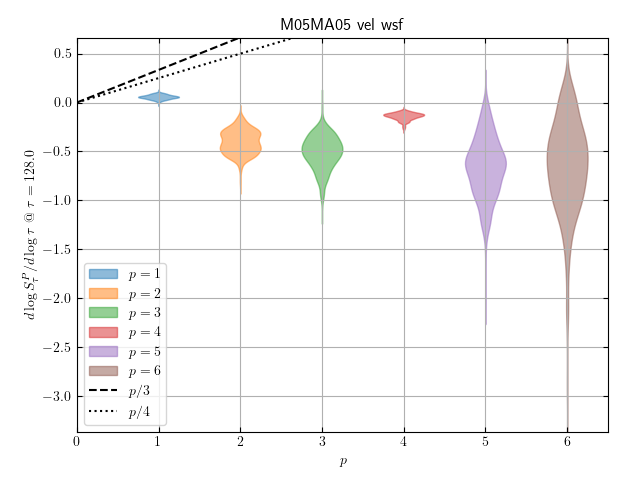 M05MA05 vel wsf
d log S_τ^P / d log τ @ τ = 128.0
0.5
0.0
−0.5
−1.0
−1.5
−2.0
−2.5
−3.0
p = 1
p = 2
p = 3
p = 4
p = 5
p = 6
p/3
p/4
0 1 2 3 4 5 6
p